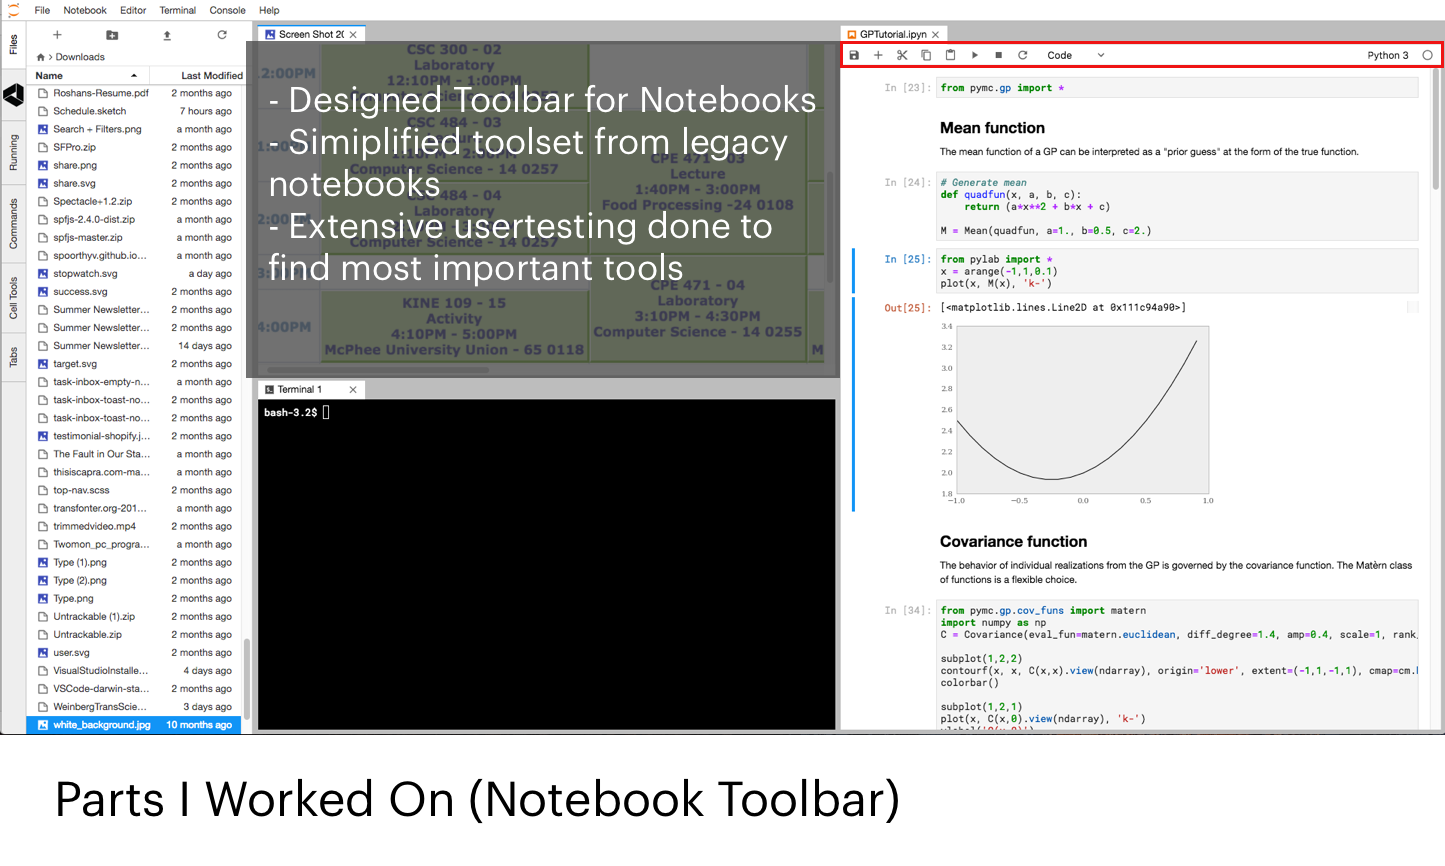 File Notebook Editor Terminal Console Help
Files
Running
Commands
Cell Tools
Tabs
Downloads
Name Last Modified
Roshans-Resume.pdf 2 months ago
Schedule.sketch 7 hours ago
Search + Filters.png a month ago
SFPro.zip 2 months ago
share.png 2 months ago
share.svg 2 months ago
Spectacle+1.2.zip 2 months ago
spfjs-2.4.0-dist.zip a month ago
spfjs-master.zip a month ago
spoorthyv.github.io... a month ago
stopwatch.svg a day ago
success.svg a month ago
Summer Newsletter... 2 months ago
Summer Newsletter... 2 months ago
Summer Newsletter... 14 days ago
target.svg 2 months ago
task-inbox-empty-n... a month ago
task-inbox-toast-no... a month ago
task-inbox-toast-no... 2 months ago
testimonial-shopify.j... 2 months ago
The Fault in Our Sta... a month ago
thisiscapra.com-ma... a month ago
top-nav.scss 2 months ago
transfonter.org-201... a month ago
trimmedvideo.mp4 2 months ago
Twomon_pc_progra... a month ago
Type (1).png 2 months ago
Type (2).png 2 months ago
Type.png 2 months ago
Untrackable (1).zip 2 months ago
Untrackable.zip 2 months ago
user.svg 2 months ago
VisualStudioInstalle... 4 days ago
VSCode-darwin-sta... 2 months ago
WeinbergTransScie... 3 days ago
white_background.jpg 10 months ago
Screen Shot 20
- Designed Toolbar for Notebooks
- Simiplified toolset from legacy
notebooks
- Extensive usertesting done to
find most important tools
2:00PM
CSC 300 - 02
Laboratory
12:10PM - 1:00PM
CSC 484 - 03
Computer Science - 14 0257
CSC 484 - 04
Laboratory
KINE 109 - 15
Activity
4:10PM - 5:00PM
McPhee University Union - 65 0118
4:00PM
CPE 471 - 03
Lecture
1:40PM - 3:00PM
Food Processing -24 0108
CPE 471 - 04
Laboratory
3:10PM - 4:30PM
Computer Science - 14 0255
M
Terminal 1
bash-3.2$
GPTutorial.ipyn
Code Python 3
In [23]: from pymc.gp import *
Mean function
The mean function of a GP can be interpreted as a "prior guess" at the form of the true function.
In [24]: # Generate mean
def quadfun(x, a, b, c):
return (a*x**2 + b*x + c)
M = Mean(quadfun, a=1., b=0.5, c=2.)
In [25]: from pylab import *
x = arange(-1,1,0.1)
plot(x, M(x), 'k-')
Out[25]: [<matplotlib.lines.Line2D at 0x111c94a90>]
3.4
3.2
3.0
2.8
2.6
2.4
2.2
2.0
1.8
−1.0 −0.5 0.0 0.5 1.0
Covariance function
The behavior of individual realizations from the GP is governed by the covariance function. The Matèrn class
of functions is a flexible choice.
In [34]: from pymc.gp.cov_funs import matern
import numpy as np
C = Covariance(eval_fun=matern.euclidean, diff_degree=1.4, amp=0.4, scale=1, rank
subplot(1,2,2)
contourf(x, x, C(x,x).view(ndarray), origin='lower', extent=(-1,1,-1,1), cmap=cm.
colorbar()
subplot(1,2,1)
plot(x, C(x,0).view(ndarray), 'k-')
Parts I Worked On (Notebook Toolbar)